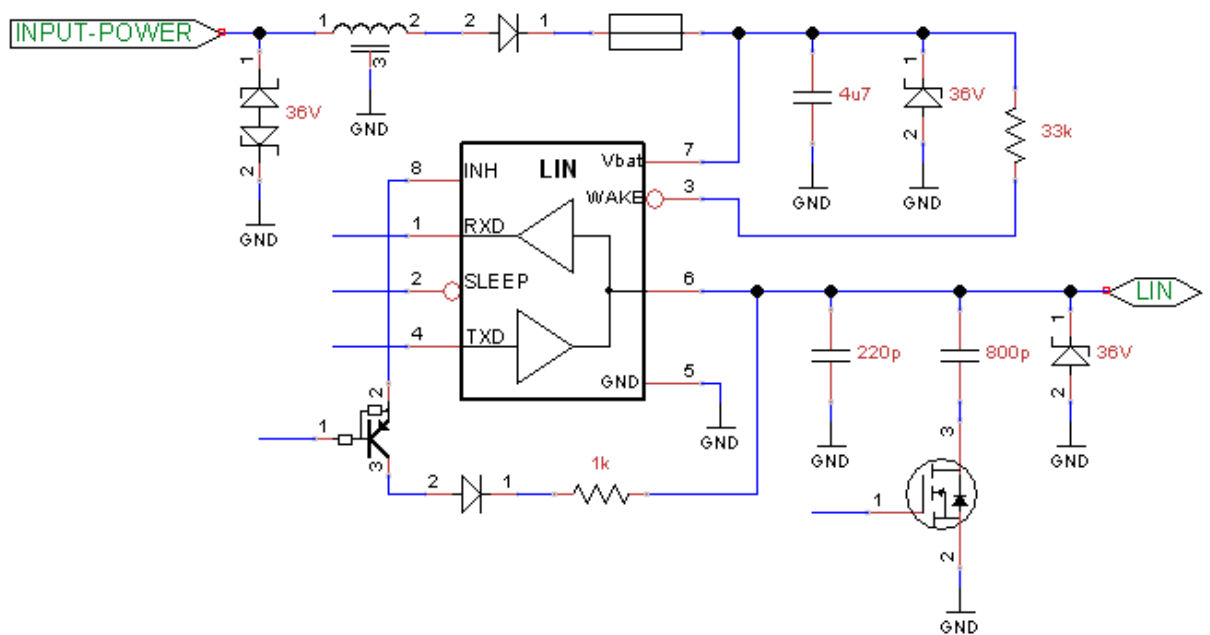 INPUT-POWER
1
2
2
1
1
3
36V
GND
4u7
1
36V
33k
2
2
GND
GND
GND
8
INH
LIN
Vbat
7
WAKE
3
1
RXD
2
SLEEP
6
LIN
4
TXD
220p
800p
1
36V
2
GND
5
GND
2
1
3
GND
GND
3
2
1
1k
1
2
GND